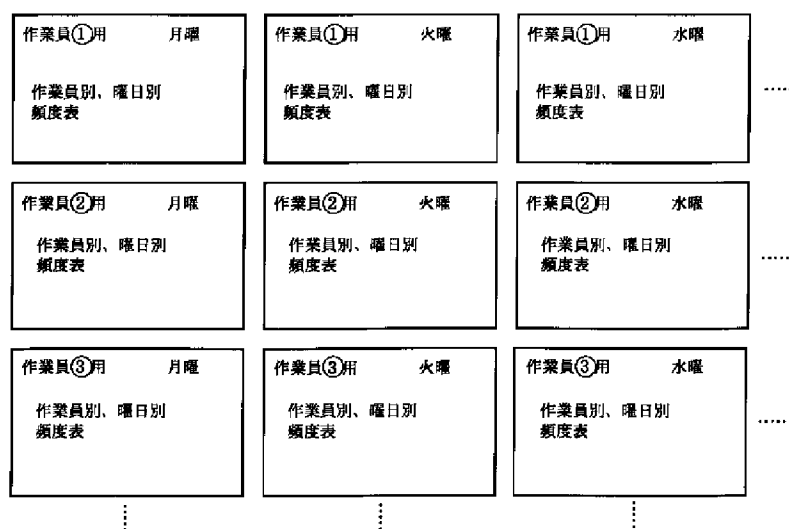 作業員①用 月曜
作業員別、曜日別
頻度表
作業員①用 火曜
作業員別、曜日別
頻度表
作業員①用 水曜
作業員別、曜日別
頻度表
作業員②用 月曜
作業員別、曜日別
頻度表
作業員②用 火曜
作業員別、曜日別
頻度表
作業員②用 水曜
作業員別、曜日別
頻度表
作業員③用 月曜
作業員別、曜日別
頻度表
作業員③用 火曜
作業員別、曜日別
頻度表
作業員③用 水曜
作業員別、曜日別
頻度表